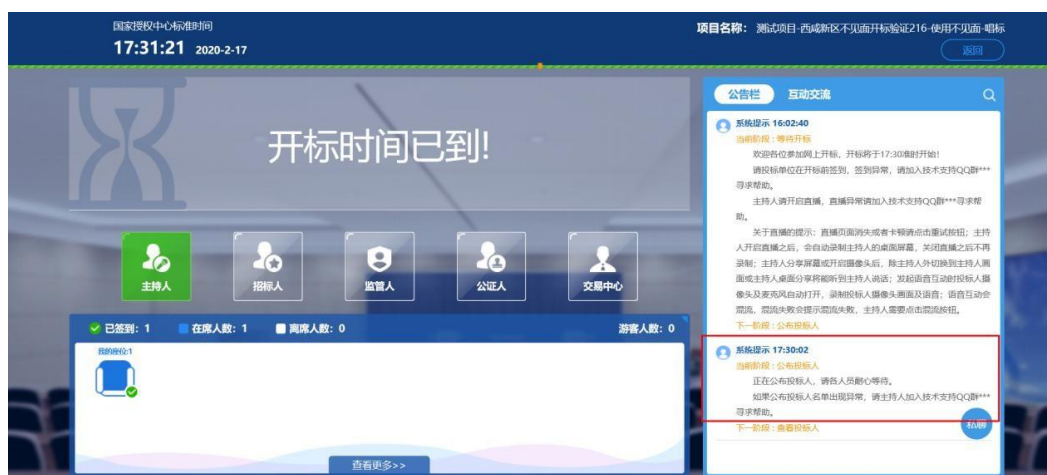 国家授权中心标准时间
17:31:21 2020-2-17
项目名称： 测试项目-西咸新区不见面开标验证216-使用不见面-唱标
返回
开标时间已到!
主持人
招标人
监管人
公证人
交易中心
已签到: 1 在席人数: 1 离席人数: 0 游客人数: 0
我的座位:1
查看更多>>
公告栏 互动交流
系统提示 16:02:40
当前阶段 : 等待开标
欢迎各位参加网上开标，开标将于17:30准时开始!
请投标单位在开标前签到，签到异常，请加入技术支持QQ群***
寻求帮助。
主持人请开启直播，直播异常请加入技术支持QQ群***寻求帮
助。
关于直播的提示：直播页面消失或者卡顿请点击重试按钮；主持
人开启直播之后，会自动录制主持人的桌面屏幕，关闭直播之后不再
录制；主持人分享屏幕或开启摄像头后，除主持人外切换到主持人画
面或主持人桌面分享将能听到主持人说话；发起语音互动时投标人摄
像头及麦克风自动打开，录制投标人摄像头画面及语音；语音互动会
混流，混流失败会提示混流失败，主持人需要点击混流按钮。
下一阶段 : 公布投标人
系统提示 17:30:02
当前阶段 : 公布投标人
正在公布投标人，请各人员耐心等待。
如果公布投标人名单出现异常，请主持人加入技术支持QQ群***
寻求帮助。
下一阶段 : 查看投标人
私聊